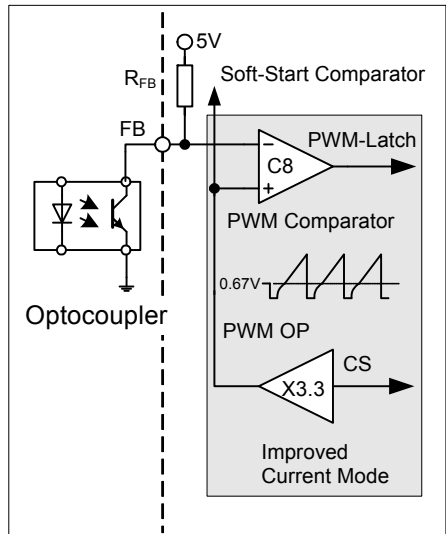 5V
R_FB
Soft-Start Comparator
FB
PWM-Latch
C8
PWM Comparator
0.67V
Optocoupler
PWM OP
CS
X3.3
Improved
Current Mode